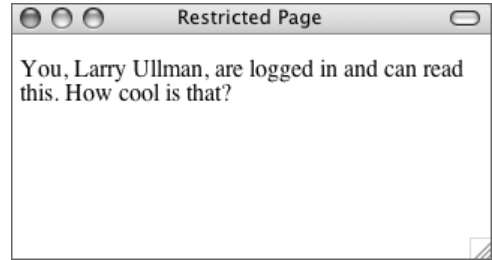 Restricted Page
You, Larry Ullman, are logged in and can read
this. How cool is that?